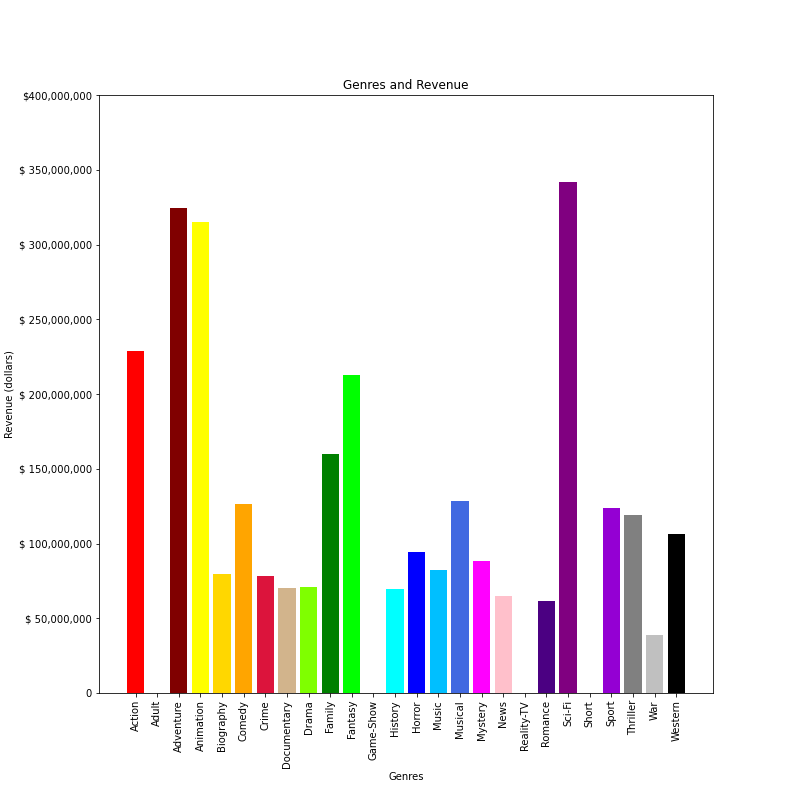 Genres and Revenue
$400,000,000
$ 350,000,000
$ 300,000,000
$ 250,000,000
$ 200,000,000
$ 150,000,000
$ 100,000,000
$ 50,000,000
0
Revenue (dollars)
Action
Adult
Adventure
Animation
Biography
Comedy
Crime
Documentary
Drama
Family
Fantasy
Game-Show
History
Horror
Music
Musical
Mystery
News
Reality-TV
Romance
Sci-Fi
Short
Sport
Thriller
War
Western
Genres